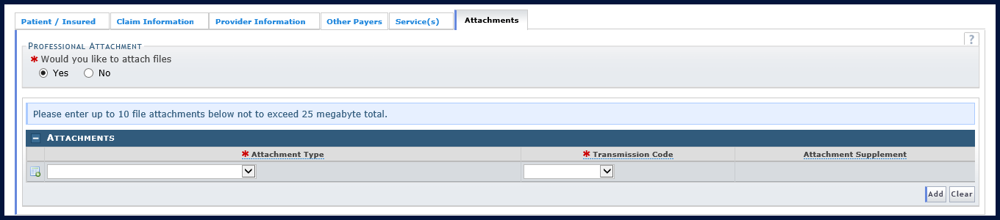 Patient / Insured Claim Information Provider Information Other Payers Service(s) Attachments
?
Professional Attachment
* Would you like to attach files
Yes No
Please enter up to 10 file attachments below not to exceed 25 megabyte total.
− Attachments
* Attachment Type * Transmission Code Attachment Supplement
Add Clear